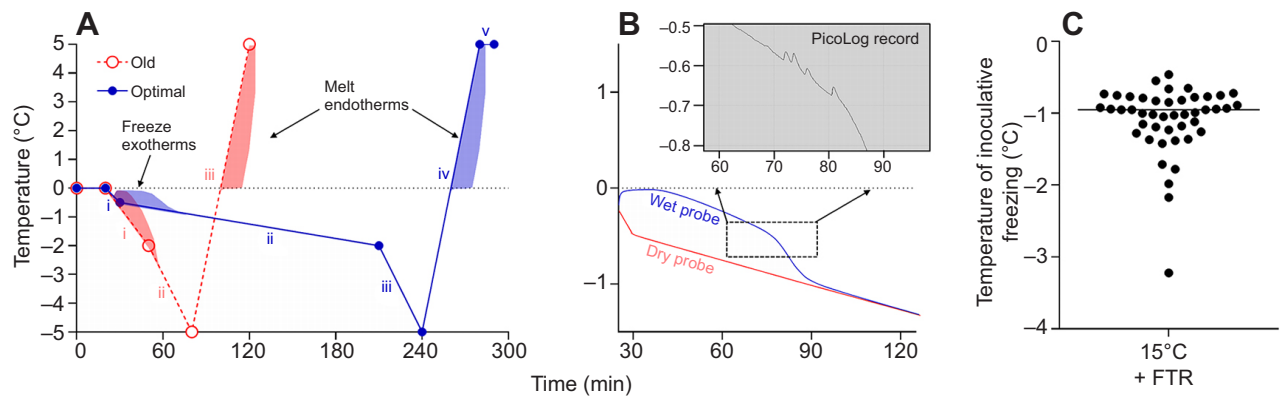 A
Temperature (°C)
5
4
3
2
1
0
–1
–2
–3
–4
–5
0
60
120
180
240
300
Old
Optimal
Freeze
exotherms
Melt
endotherms
i
i
ii
ii
iii
iii
iv
v
Time (min)
B
1
0
–1
30
60
90
120
Wet probe
Dry probe
PicoLog record
–0.5
–0.6
–0.7
–0.8
60
70
80
90
C
Temperature of inoculative
freezing (°C)
0
–1
–2
–3
–4
15°C
+ FTR